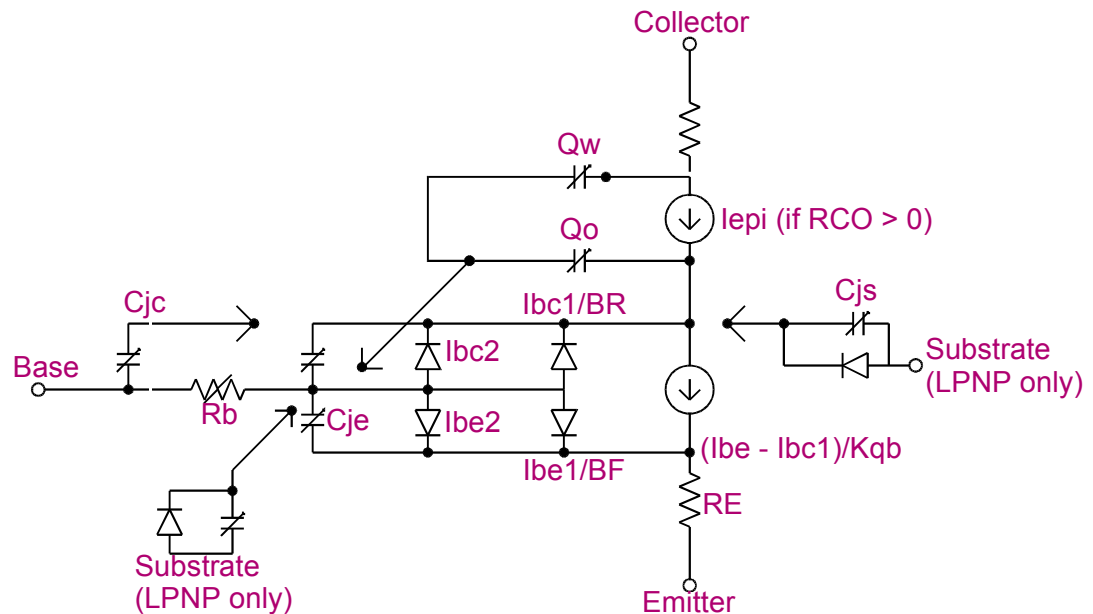 Collector
Qw
Iepi (if RCO > 0)
Qo
Cjc
Ibc1/BR
Cjs
Base
Ibc2
Substrate
(LPNP only)
Rb
Cje
Ibe2
(Ibe - Ibc1)/Kqb
Ibe1/BF
RE
Substrate
(LPNP only)
Emitter